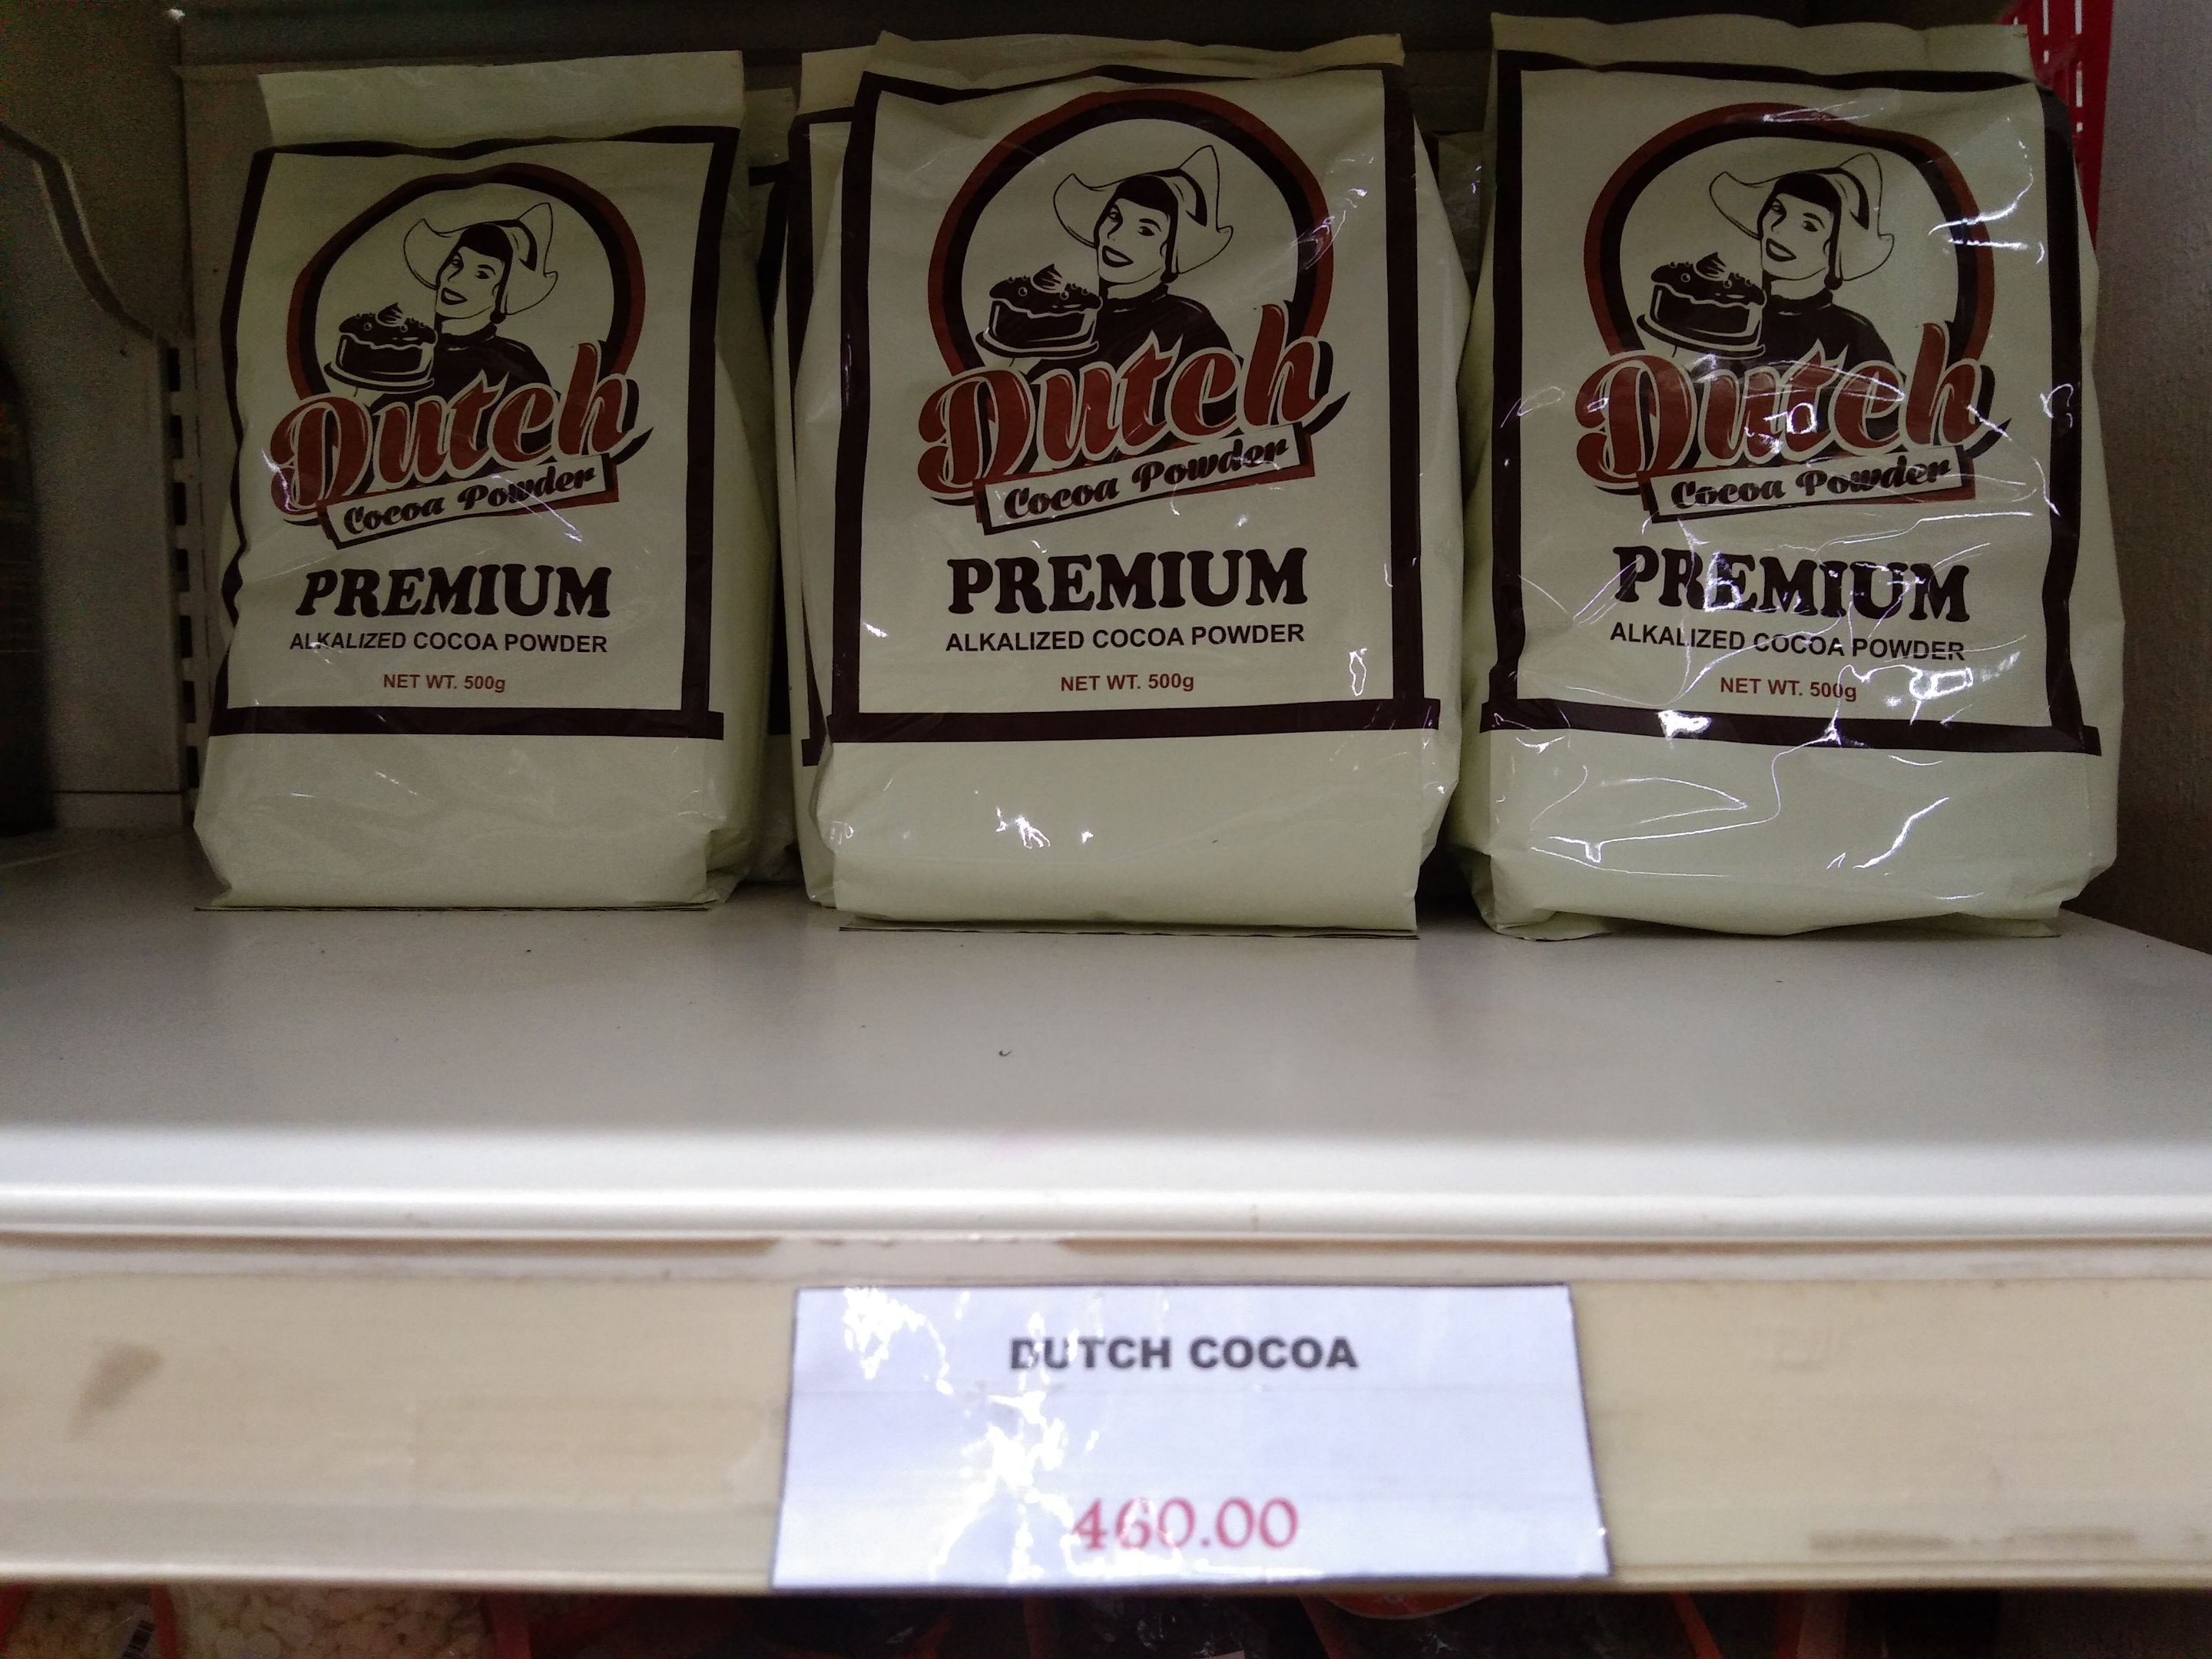 Dutch
Cocoa Powder
PREMIUM
ALKALIZED COCOA POWDER
NET WT. 500g
Dutch
Cocoa Powder
PREMIUM
ALKALIZED COCOA POWDER
NET WT. 500g
Dutch
Cocoa Powder
PREMIUM
ALKALIZED COCOA POWDER
NET WT. 500g
DUTCH COCOA
460.00